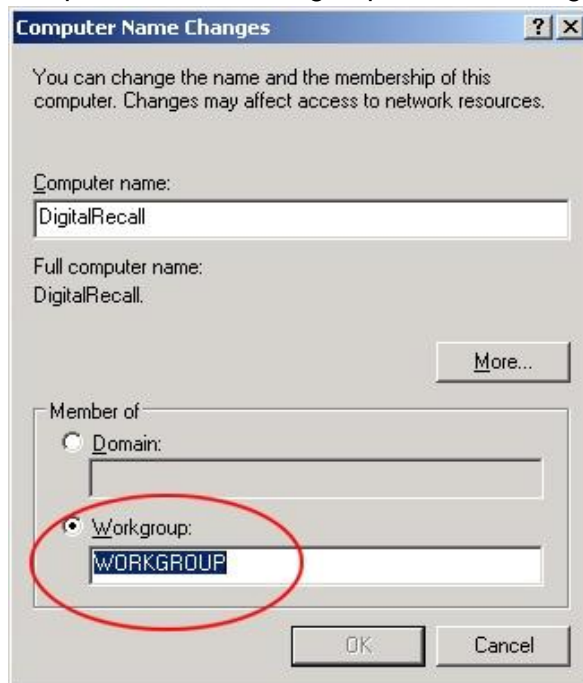 Computer Name Changes
You can change the name and the membership of this
computer. Changes may affect access to network resources.
Computer name:
DigitalRecall
Full computer name:
DigitalRecall.
More...
Member of
Domain:
Workgroup:
WORKGROUP
OK
Cancel